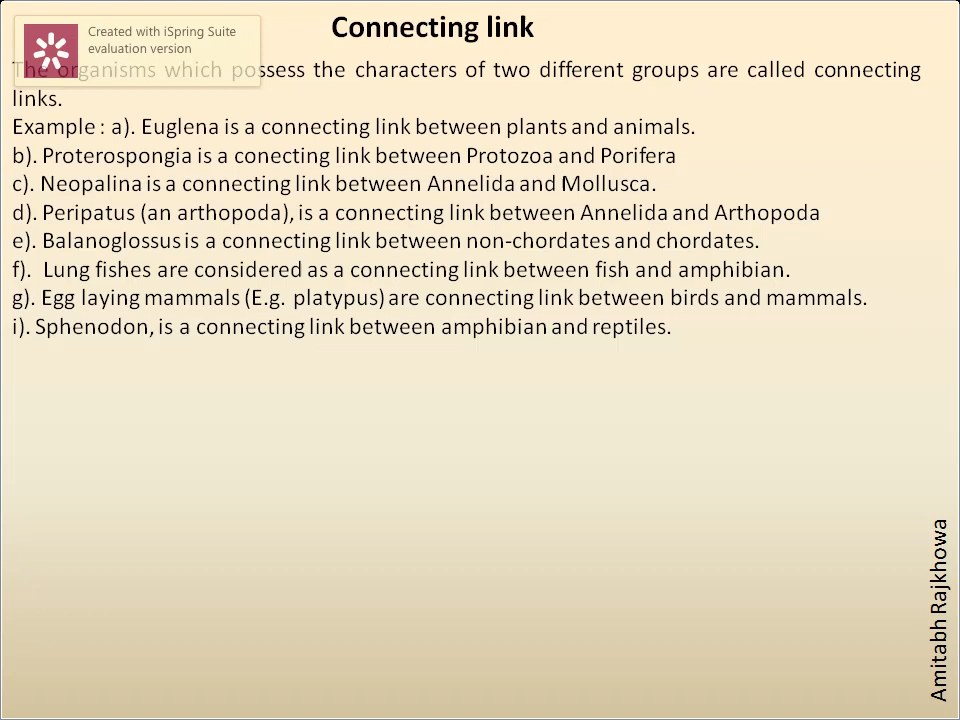 Connecting link
Created with iSpring Suite
evaluation version
The organisms which possess the characters of two different groups are called connecting
links.
Example : a). Euglena is a connecting link between plants and animals.
b). Proterospongia is a conecting link between Protozoa and Porifera
c). Neopalina is a connecting link between Annelida and Mollusca.
d). Peripatus (an arthopoda), is a connecting link between Annelida and Arthopoda
e). Balanoglossus is a connecting link between non-chordates and chordates.
f). Lung fishes are considered as a connecting link between fish and amphibian.
g). Egg laying mammals (E.g. platypus) are connecting link between birds and mammals.
i). Sphenodon, is a connecting link between amphibian and reptiles.
Amitabh Rajkhowa